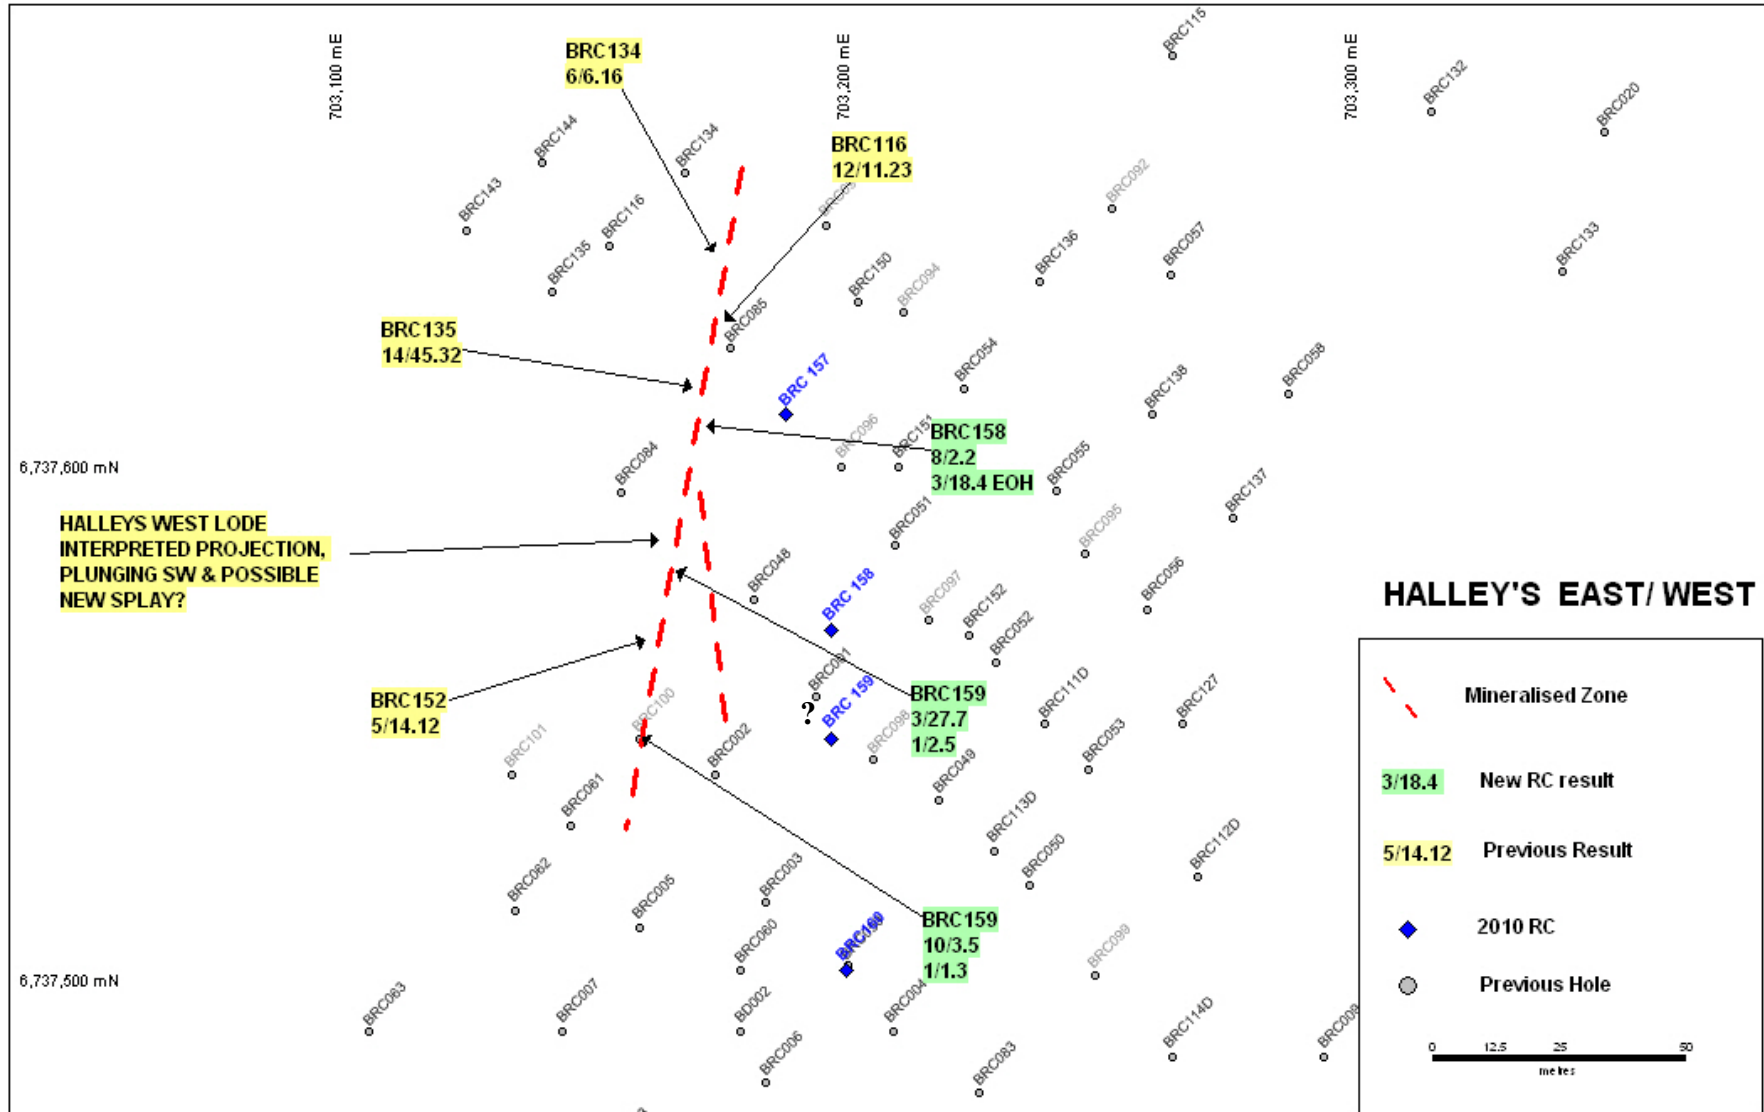 703,100 mE
703,200 mE
703,300 mE
BRC115
BRC134
6/6.16
BRC132
BRC020
BRC116
12/11.23
BRC144
BRC134
BRC092
BRC143
BRC116
BRC135
BRC150
BRC094
BRC136
BRC057
BRC133
BRC135
14/45.32
BRC085
BRC 157
BRC054
BRC138
BRC058
BRC096
BRC151
BRC158
8/2.2
3/18.4 EOH
6,737,600 mN
BRC084
BRC055
BRC137
HALLEYS WEST LODE
INTERPRETED PROJECTION,
PLUNGING SW & POSSIBLE
NEW SPLAY?
BRC051
BRC095
BRC048
BRC 158
BRC097
BRC152
BRC052
BRC056
HALLEY'S EAST/ WEST
BRC152
5/14.12
BRC100
BRC091
?
BRC 159
BRC159
3/27.7
1/2.5
BRC111D
BRC127
Mineralised Zone
BRC101
BRC002
BRC098
BRC049
BRC053
3/18.4
New RC result
BRC061
BRC113D
BRC112D
5/14.12
Previous Result
BRC062
BRC005
BRC003
BRC050
BRC159
10/3.5
1/1.3
2010 RC
BRC060
BRC160
BRC099
Previous Hole
6,737,500 mN
BRC063
BRC007
BD002
BRC004
BRC114D
BRC006
BRC083
0
12.5
25
50
metres